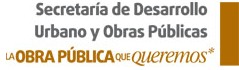 Secretaría de Desarrollo
Urbano y Obras Públicas
LA OBRA PÚBLICA QUE Queremos*